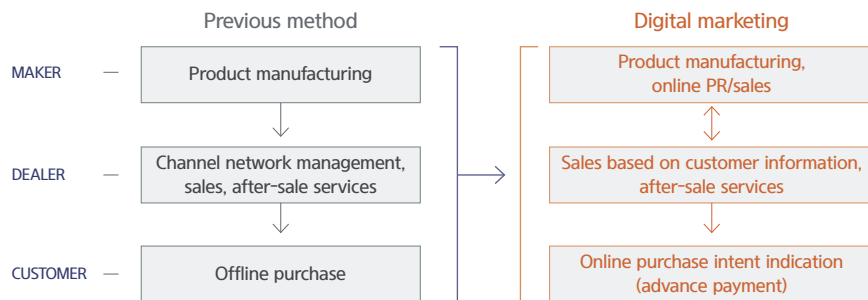 Previous method
Digital marketing
MAKER
Product manufacturing
Product manufacturing,
online PR/sales
DEALER
Channel network management,
sales, after-sale services
Sales based on customer information,
after-sale services
CUSTOMER
Offline purchase
Online purchase intent indication
(advance payment)